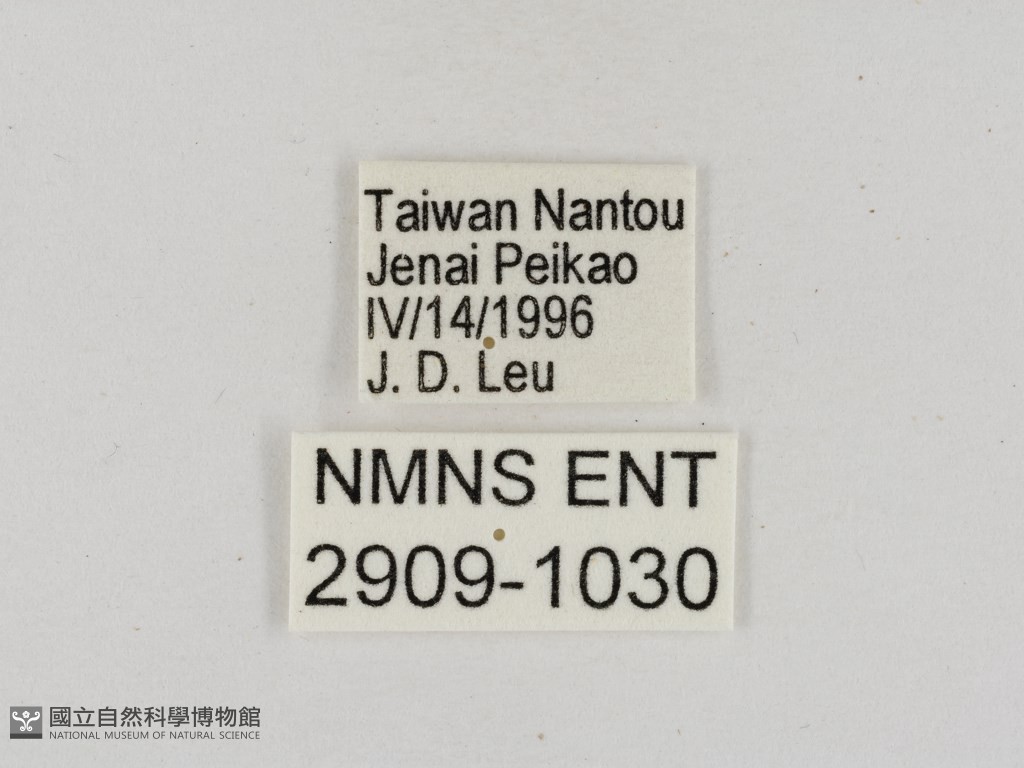 Taiwan Nantou
Jenai Peikao
IV/14/1996
J. D. Leu
NMNS ENT
2909-1030
國立自然科學博物館
NATIONAL MUSEUM OF NATURAL SCIENCE